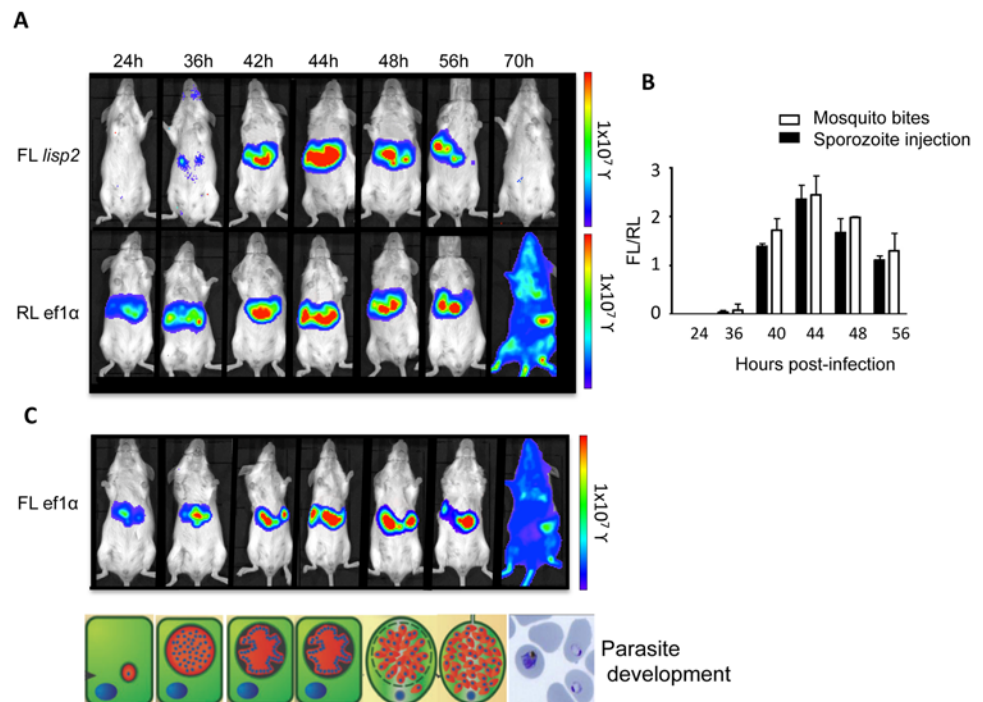 A
24h 36h 42h 44h 48h 56h 70h
FL lisp2
1x10⁷ ϒ
RL ef1α
1x10⁷ ϒ
B
Mosquito bites
Sporozoite injection
FL/RL
3
2
1
0
24 36 40 44 48 56
Hours post-infection
C
FL ef1α
1x10⁷ ϒ
Parasite
development